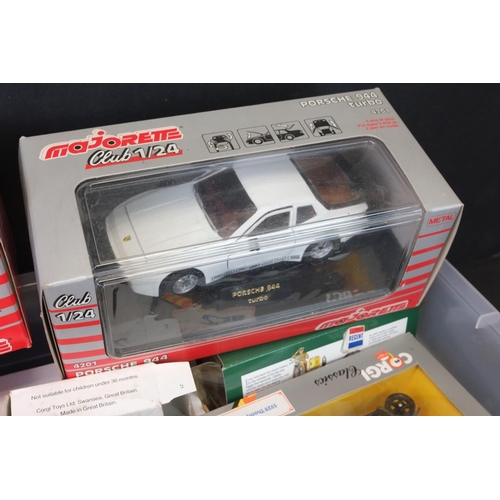 PORSCHE 944
turbo
majorette
Club 1/24
METAL
PORSCHE 944
turbo
Club
1/24
majorette
4201
PORSCHE 944
Not suitable for children under 36 months
Corgi Toys Ltd. Swansea, Great Britain.
Made in Great Britain.
CORGI
Classics